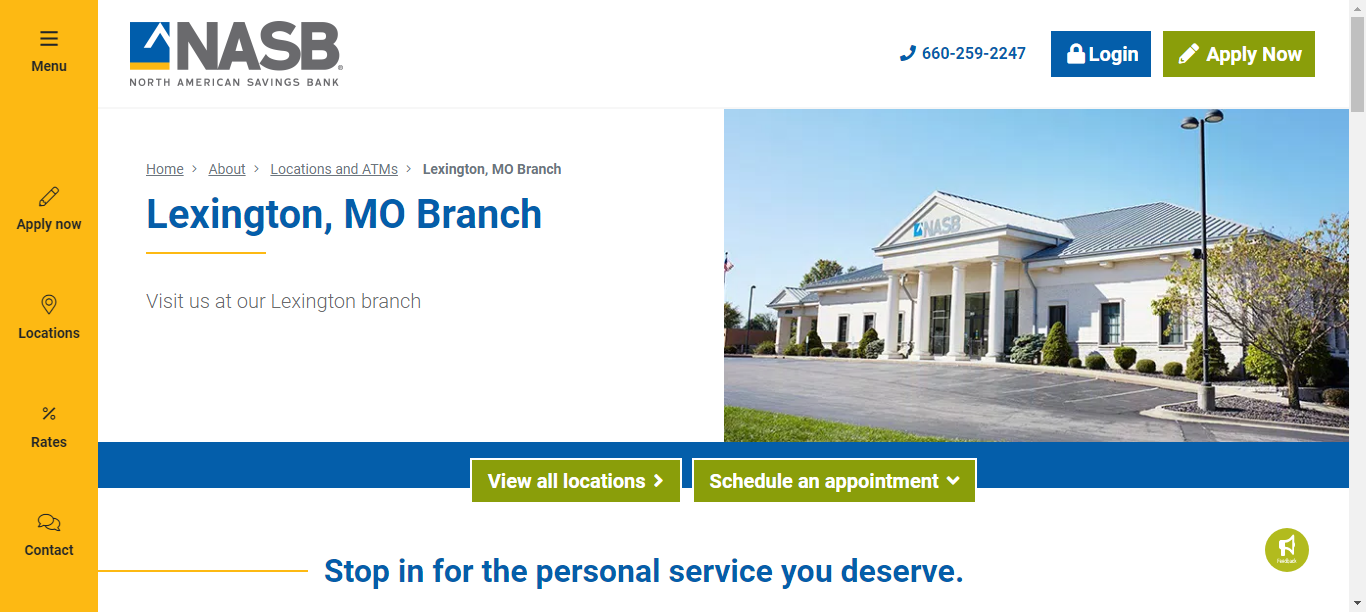 Menu
Apply now
Locations
Rates
Contact
NASB®
NORTH AMERICAN SAVINGS BANK
660-259-2247
Login
Apply Now
Home > About > Locations and ATMs > Lexington, MO Branch
Lexington, MO Branch
Visit us at our Lexington branch
NASB
View all locations
Schedule an appointment
Stop in for the personal service you deserve.
Feedback